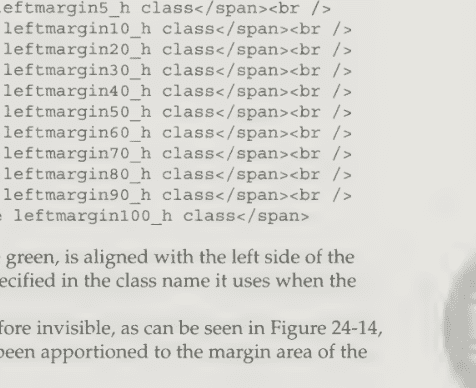 leftmargin5_h class</span><br />
leftmargin10_h class</span><br />
leftmargin20_h class</span><br />
leftmargin30_h class</span><br />
leftmargin40_h class</span><br />
leftmargin50_h class</span><br />
leftmargin60_h class</span><br />
leftmargin70_h class</span><br />
leftmargin80_h class</span><br />
leftmargin90_h class</span><br />
leftmargin100_h class</span>
green, is aligned with the left side of the
ecified in the class name it uses when the
fore invisible, as can be seen in Figure 24-14,
been apportioned to the margin area of the